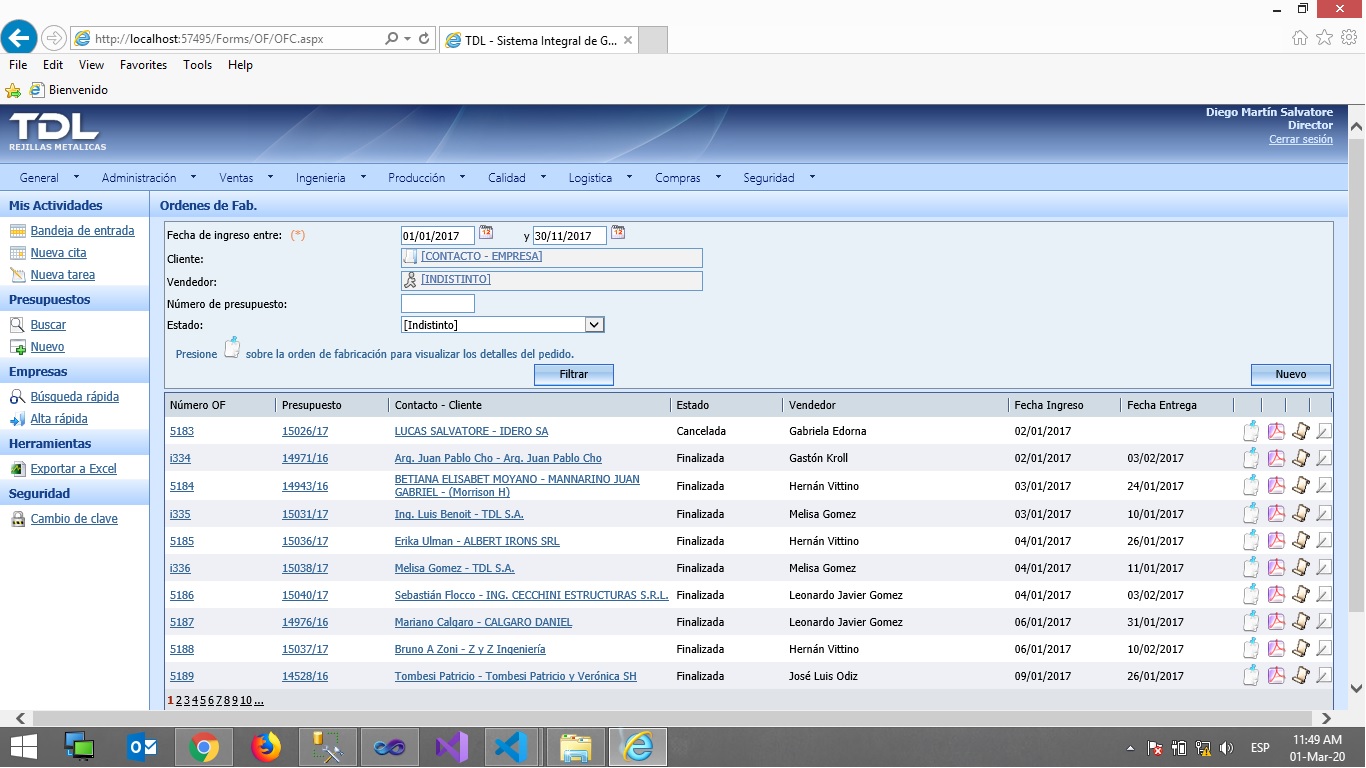 http://localhost:57495/Forms/OF/OFC.aspx
TDL - Sistema Integral de G...
File Edit View Favorites Tools Help
Bienvenido
TDL
REJILLAS METALICAS
Diego Martín Salvatore
Director
Cerrar sesión
General Administración Ventas Ingenieria Producción Calidad Logistica Compras Seguridad
Mis Actividades
Bandeja de entrada
Nueva cita
Nueva tarea
Presupuestos
Buscar
Nuevo
Empresas
Búsqueda rápida
Alta rápida
Herramientas
Exportar a Excel
Seguridad
Cambio de clave
Ordenes de Fab.
Fecha de ingreso entre: (*) 01/01/2017 12 y 30/11/2017 12
Cliente: [CONTACTO - EMPRESA]
Vendedor: [INDISTINTO]
Número de presupuesto:
Estado: [Indistinto]
Presione sobre la orden de fabricación para visualizar los detalles del pedido.
Filtrar Nuevo
Número OF Presupuesto Contacto - Cliente Estado Vendedor Fecha Ingreso Fecha Entrega
5183 15026/17 LUCAS SALVATORE - IDERO SA Cancelada Gabriela Edorna 02/01/2017
i334 14971/16 Arq. Juan Pablo Cho - Arq. Juan Pablo Cho Finalizada Gastón Kroll 02/01/2017 03/02/2017
5184 14943/16 BETIANA ELISABET MOYANO - MANNARINO JUAN GABRIEL - (Morrison H) Finalizada Hernán Vittino 03/01/2017 24/01/2017
i335 15031/17 Ing. Luis Benoit - TDL S.A. Finalizada Melisa Gomez 03/01/2017 10/01/2017
5185 15036/17 Erika Ulman - ALBERT IRONS SRL Finalizada Hernán Vittino 04/01/2017 26/01/2017
i336 15038/17 Melisa Gomez - TDL S.A. Finalizada Melisa Gomez 04/01/2017 11/01/2017
5186 15040/17 Sebastián Flocco - ING. CECCHINI ESTRUCTURAS S.R.L. Finalizada Leonardo Javier Gomez 04/01/2017 03/02/2017
5187 14976/16 Mariano Calgaro - CALGARO DANIEL Finalizada Leonardo Javier Gomez 06/01/2017 31/01/2017
5188 15037/17 Bruno A Zoni - Z y Z Ingeniería Finalizada Hernán Vittino 06/01/2017 10/02/2017
5189 14528/16 Tombesi Patricio - Tombesi Patricio y Verónica SH Finalizada José Luis Odiz 09/01/2017 26/01/2017
1 2 3 4 5 6 7 8 9 10 ...
ESP
11:49 AM
01-Mar-20